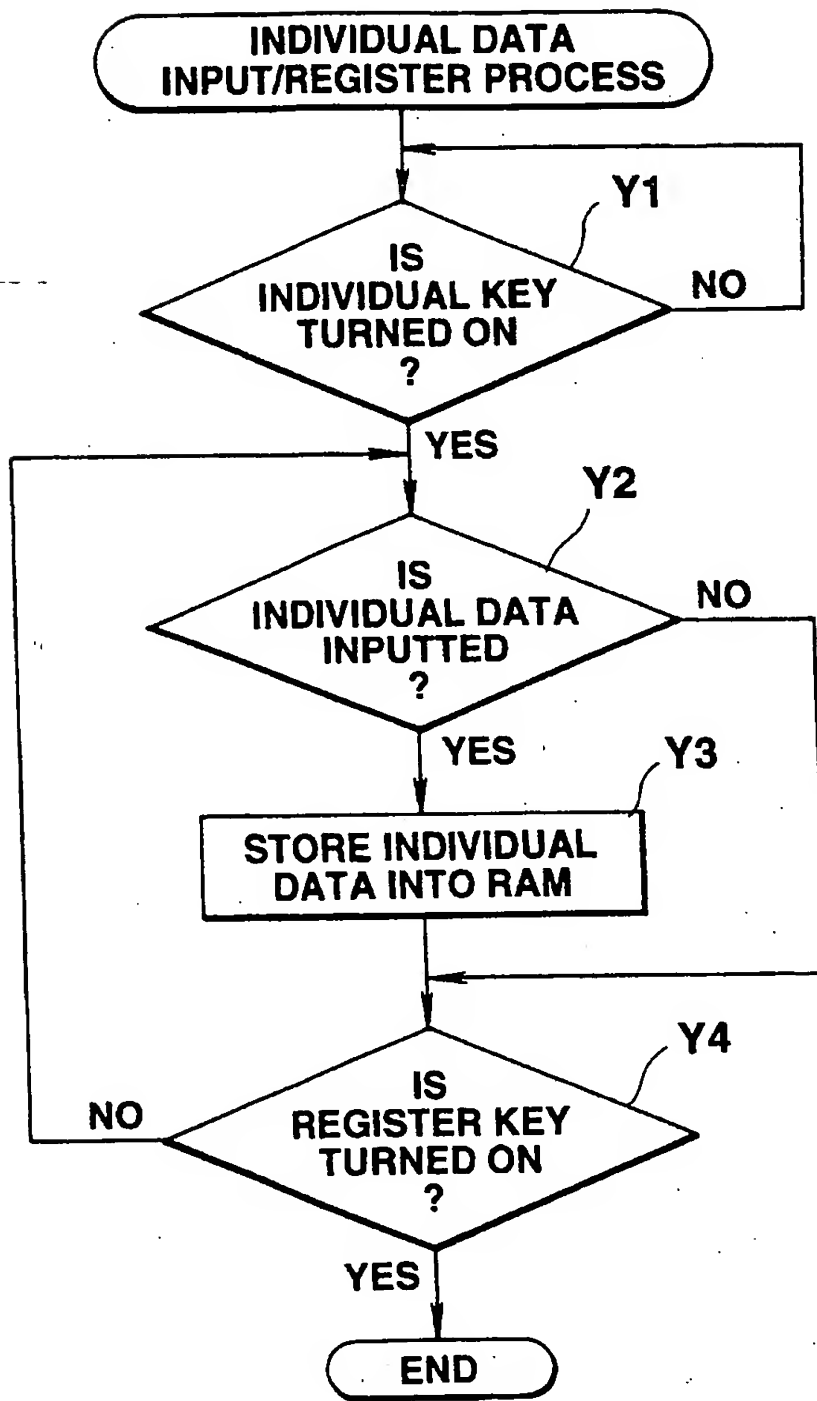 INDIVIDUAL DATA
INPUT/REGISTER PROCESS
Y1
IS
INDIVIDUAL KEY
TURNED ON
?
NO
YES
Y2
IS
INDIVIDUAL DATA
INPUTTED
?
NO
YES
Y3
STORE INDIVIDUAL
DATA INTO RAM
Y4
IS
REGISTER KEY
TURNED ON
?
NO
YES
END